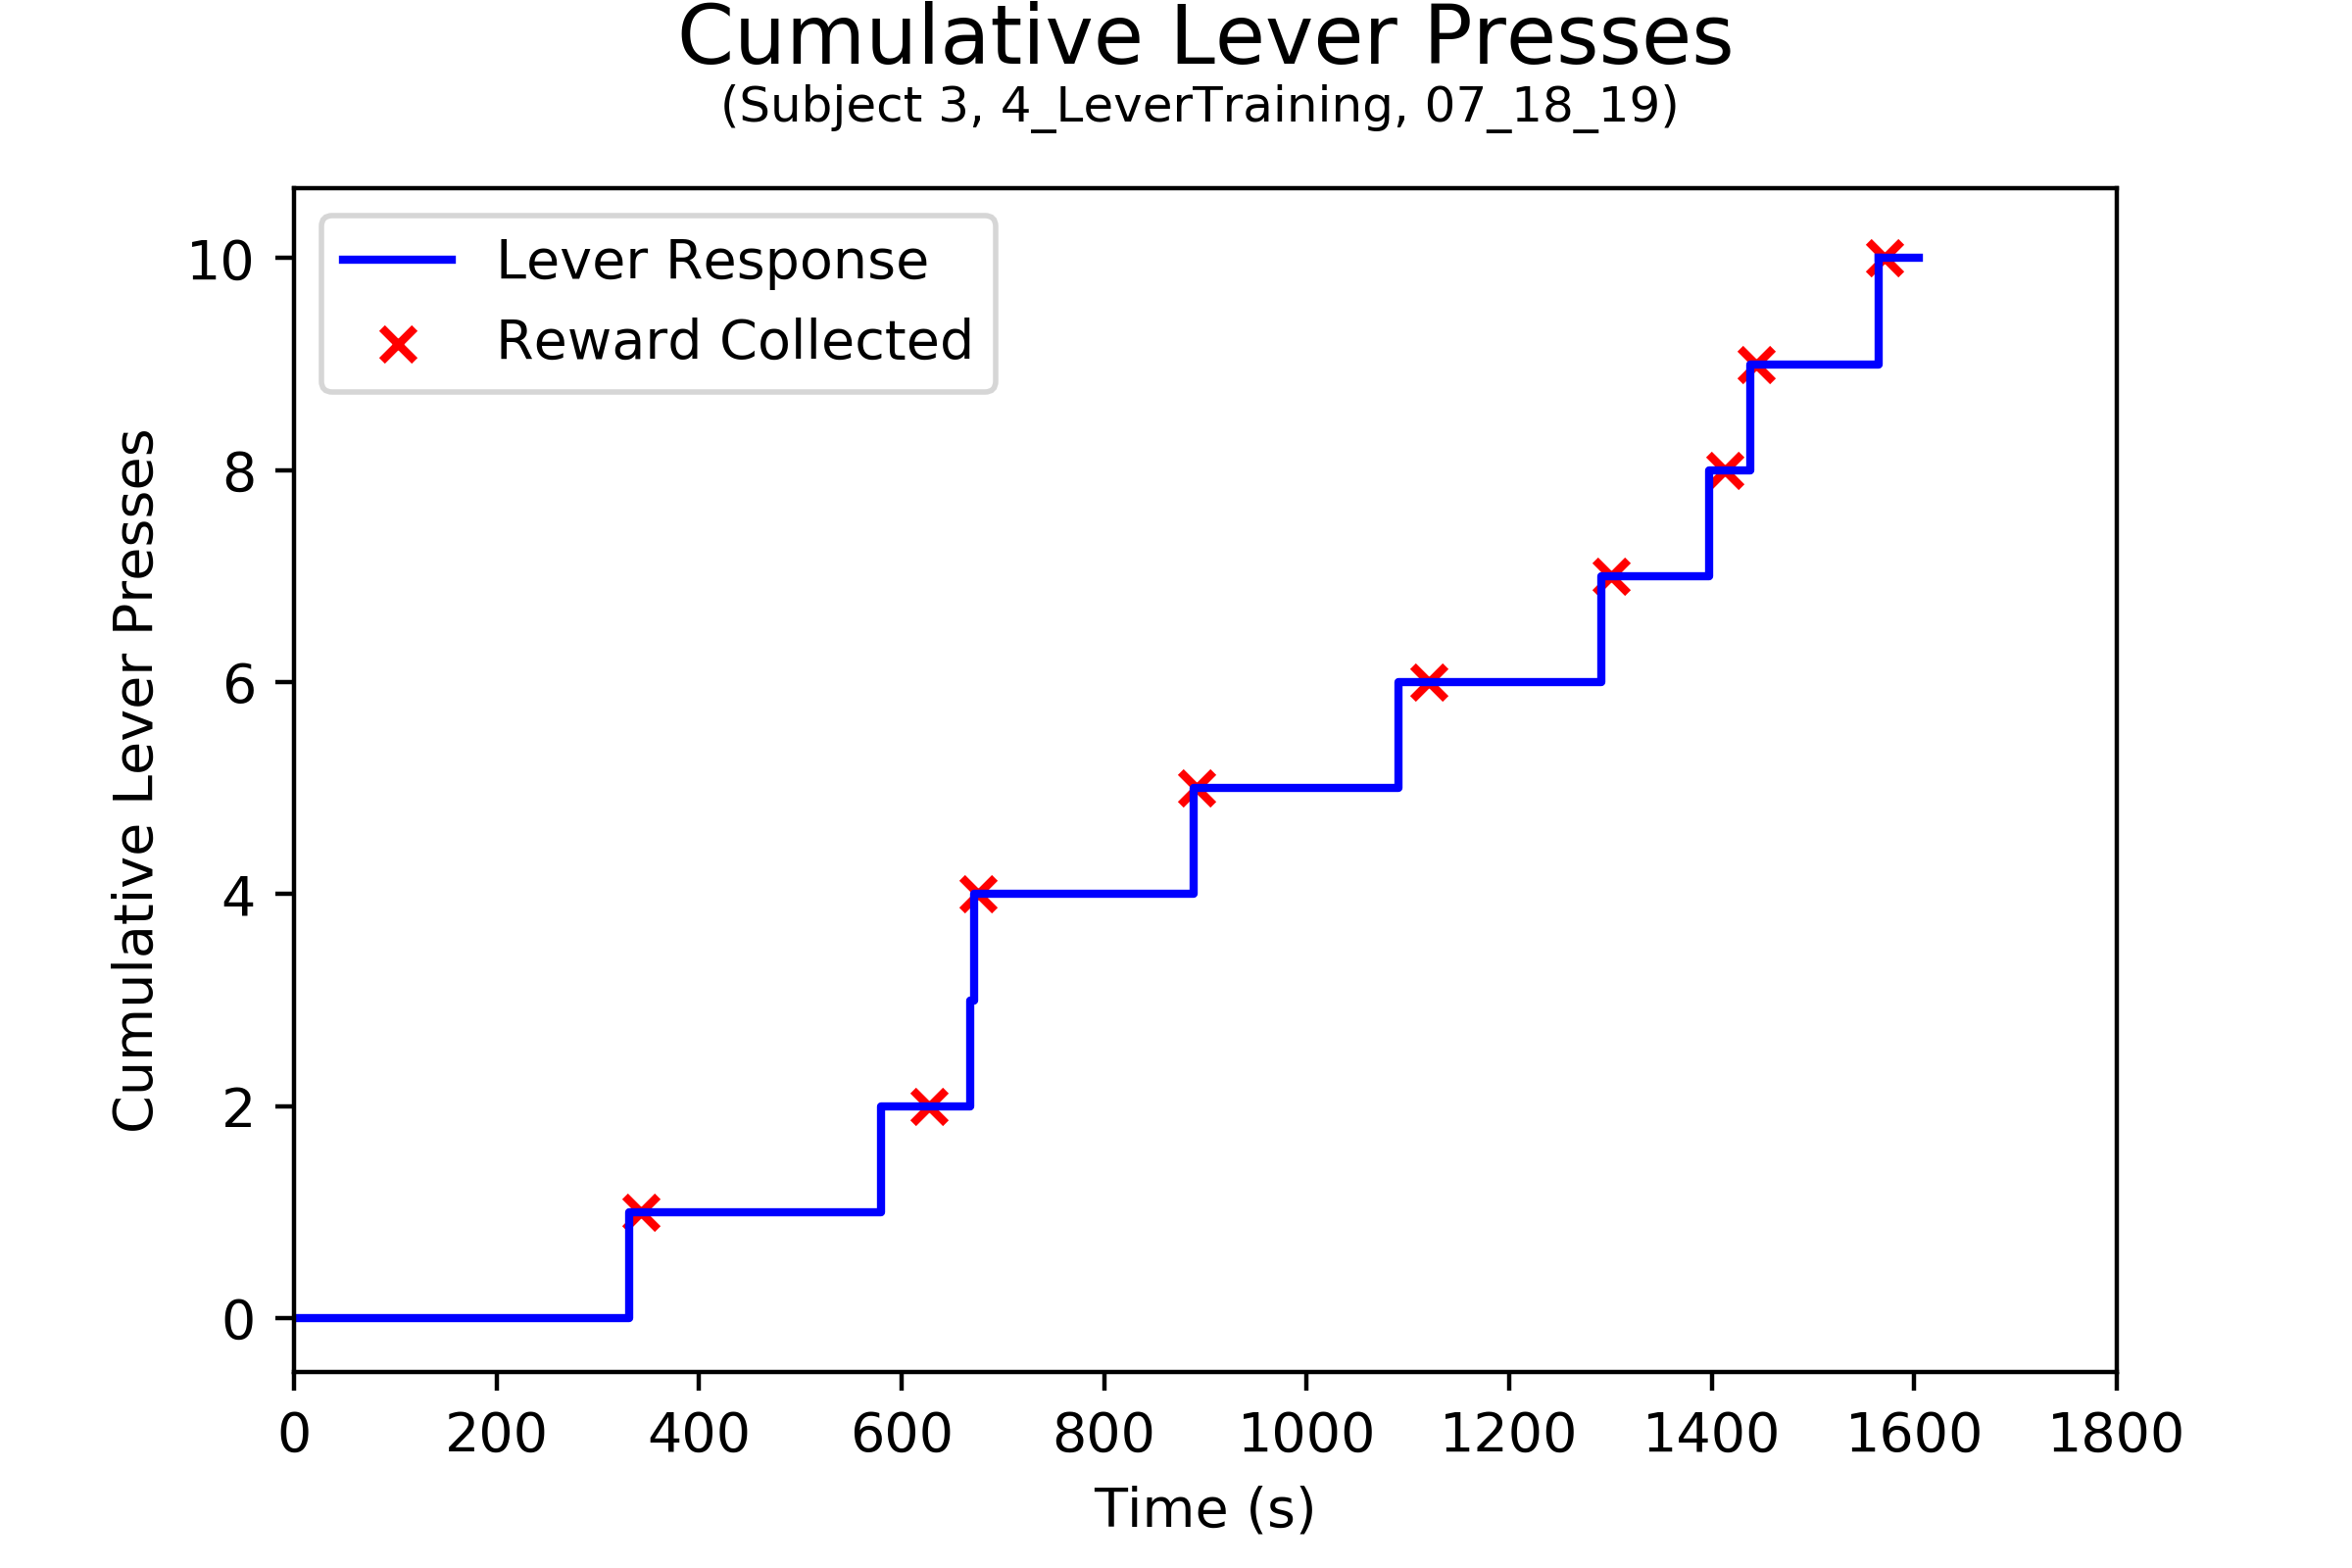 Cumulative Lever Presses
(Subject 3, 4_LeverTraining, 07_18_19)
Lever Response
Reward Collected
Cumulative Lever Presses
10
8
6
4
2
0
0 200 400 600 800 1000 1200 1400 1600 1800
Time (s)